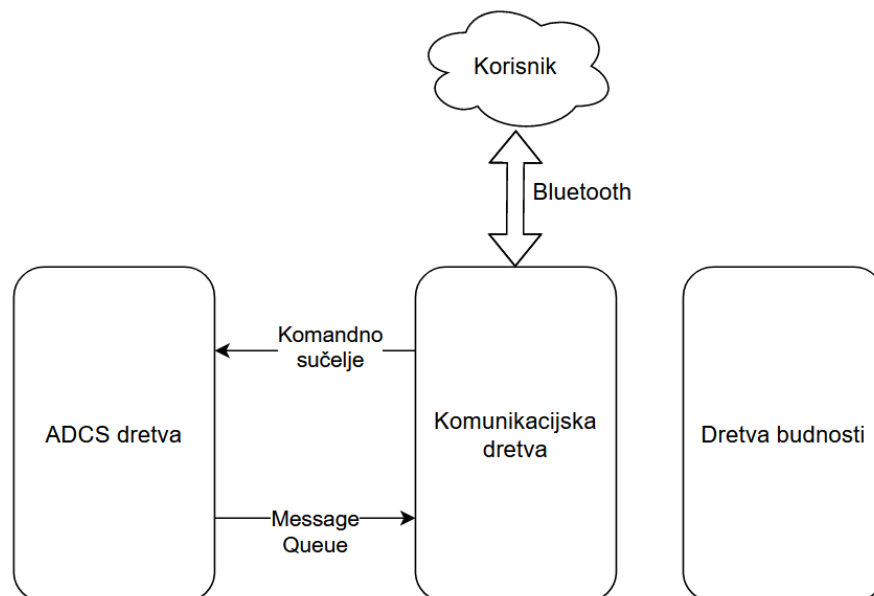 Korisnik
Bluetooth
Komandno
sučelje
ADCS dretva
Komunikacijska
dretva
Dretva budnosti
Message
Queue